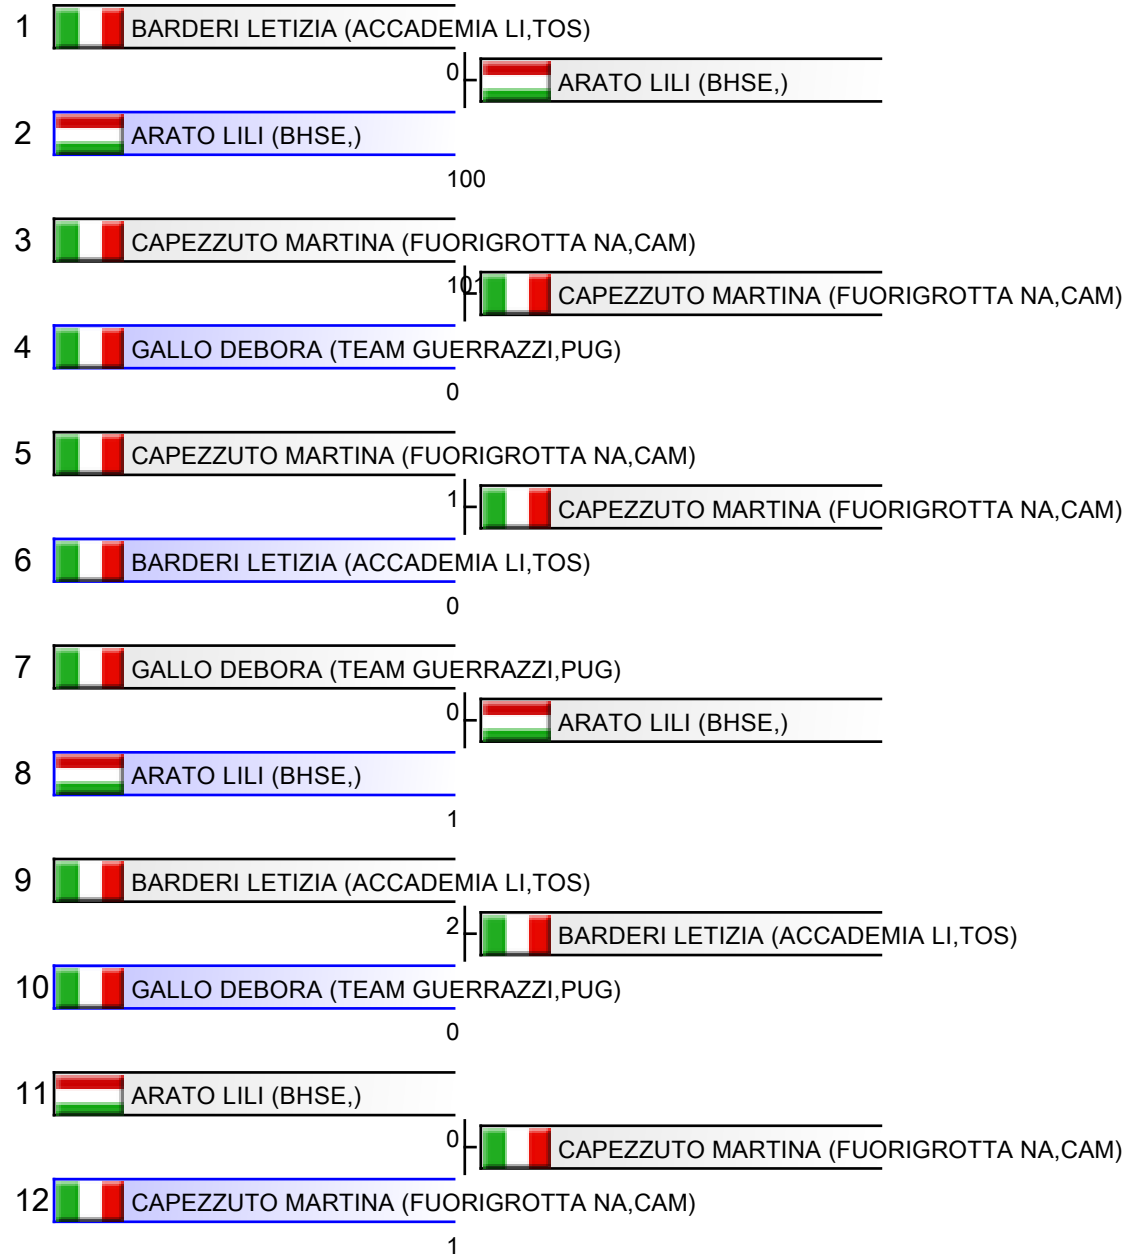 1 BARDERI LETIZIA (ACCADEMIA LI,TOS)
0 ARATO LILI (BHSE,)
2 ARATO LILI (BHSE,)
100
3 CAPEZZUTO MARTINA (FUORIGROTTA NA,CAM)
101 CAPEZZUTO MARTINA (FUORIGROTTA NA,CAM)
4 GALLO DEBORA (TEAM GUERRAZZI,PUG)
0
5 CAPEZZUTO MARTINA (FUORIGROTTA NA,CAM)
1 CAPEZZUTO MARTINA (FUORIGROTTA NA,CAM)
6 BARDERI LETIZIA (ACCADEMIA LI,TOS)
0
7 GALLO DEBORA (TEAM GUERRAZZI,PUG)
0 ARATO LILI (BHSE,)
8 ARATO LILI (BHSE,)
1
9 BARDERI LETIZIA (ACCADEMIA LI,TOS)
2 BARDERI LETIZIA (ACCADEMIA LI,TOS)
10 GALLO DEBORA (TEAM GUERRAZZI,PUG)
0
11 ARATO LILI (BHSE,)
0 CAPEZZUTO MARTINA (FUORIGROTTA NA,CAM)
12 CAPEZZUTO MARTINA (FUORIGROTTA NA,CAM)
1